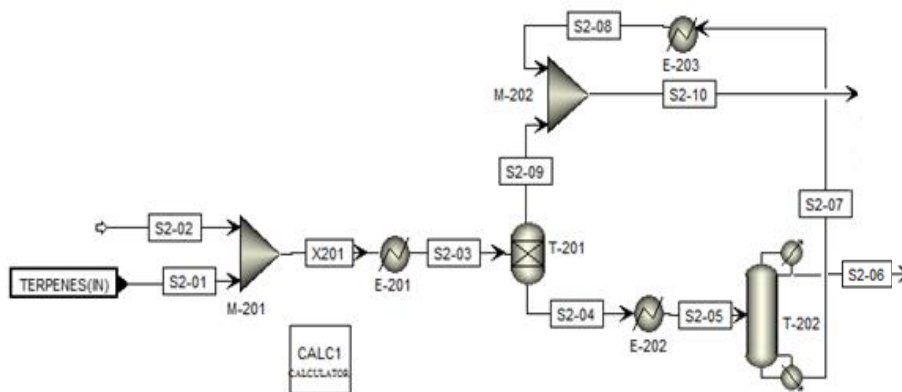 S2-08
E-203
M-202
S2-10
S2-09
S2-07
S2-02
T-201
X201
S2-03
S2-06
TERPENES(IN)
S2-01
E-201
M-201
S2-04
S2-05
T-202
E-202
CALC1
CALCULATOR